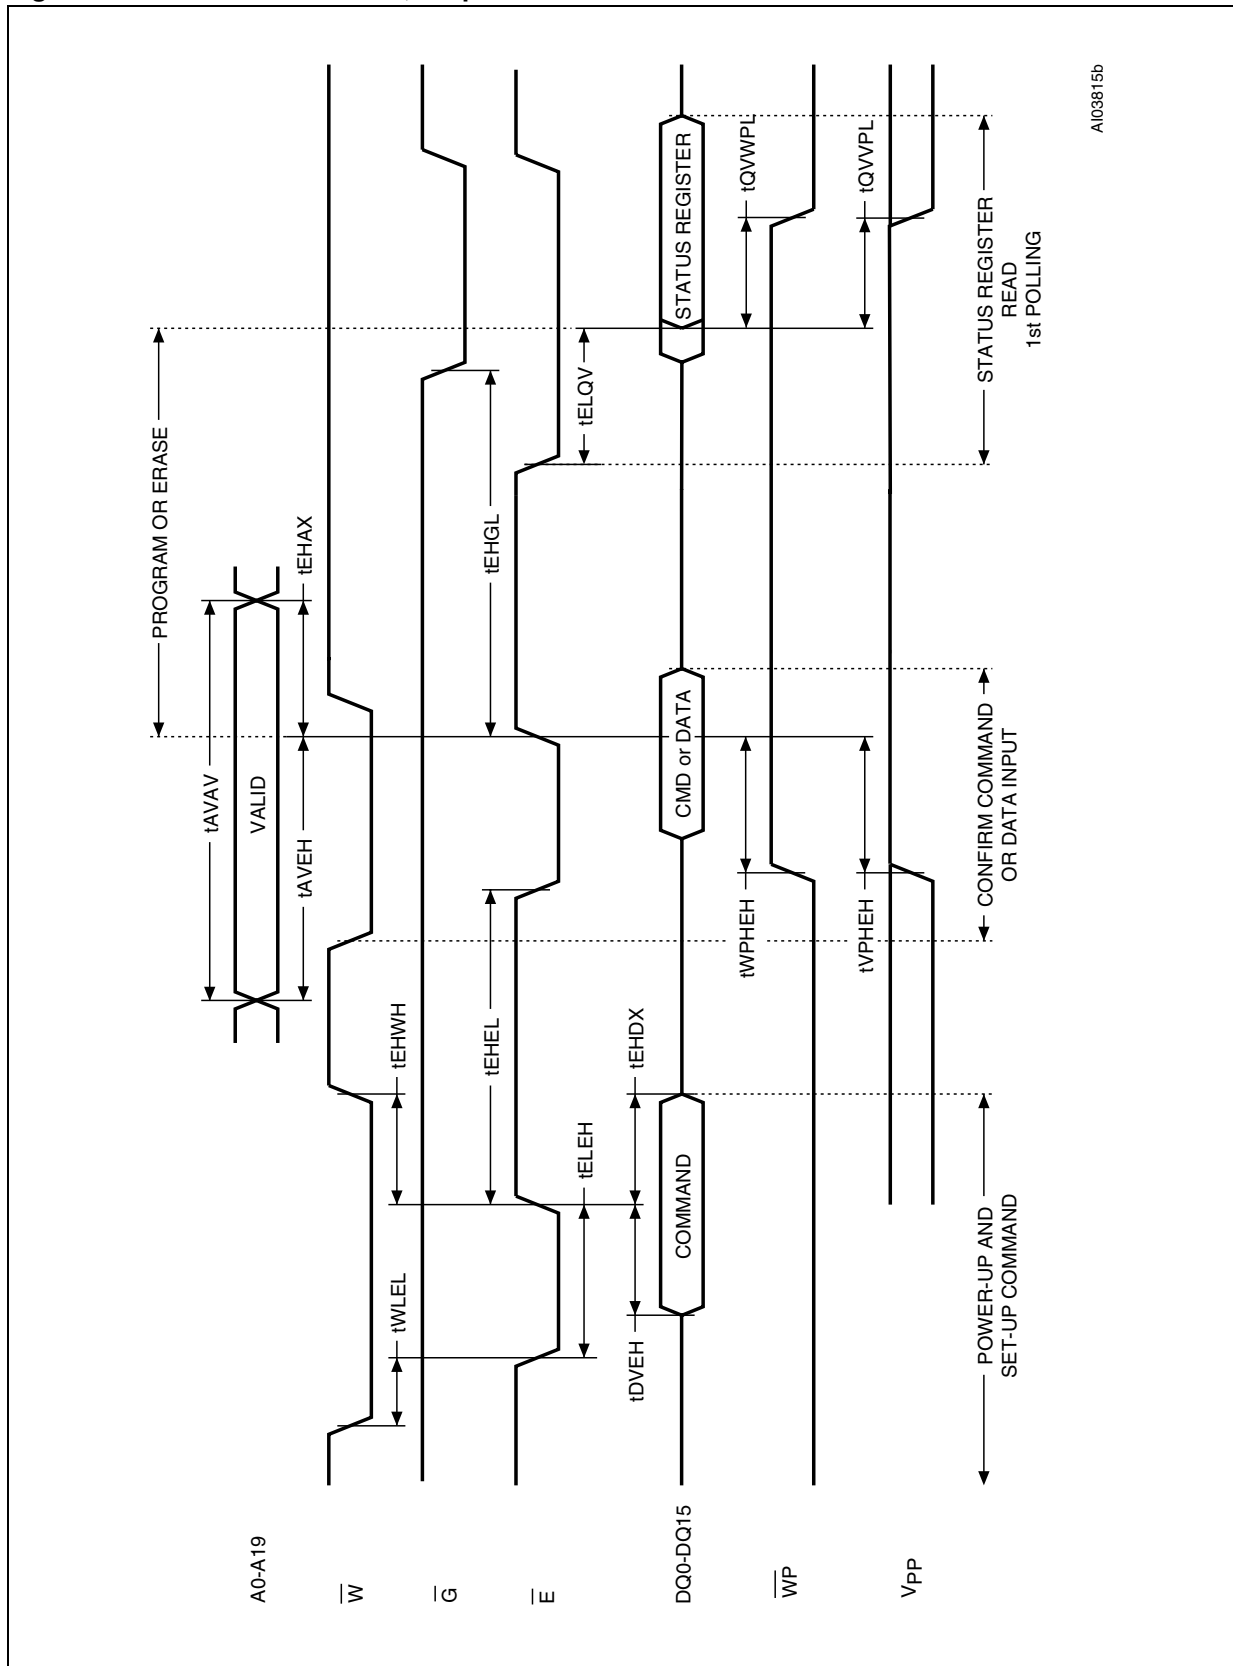 PROGRAM OR ERASE
tAVAV
A0-A19 VALID
tAVEH tEHAX
W̅
tWLEL tEHWH
G̅
tEHEL tEHGL
E̅
tELEH tELQV
tDVEH tEHDX
DQ0-DQ15 COMMAND CMD or DATA STATUS REGISTER
tWPHEH tQVWPL
W̅P̅
tVPHEH tQVVPL
VPP
POWER-UP AND
SET-UP COMMAND
CONFIRM COMMAND
OR DATA INPUT
STATUS REGISTER
READ
1st POLLING
AI03815b